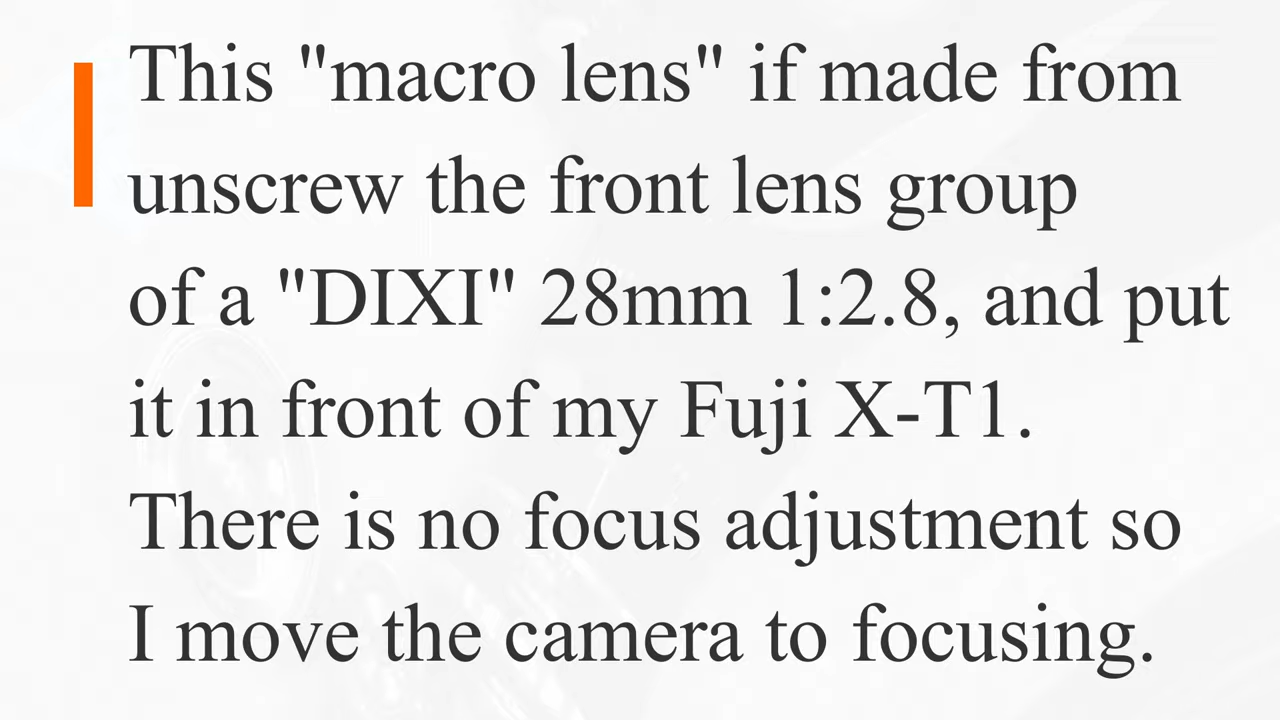 This "macro lens" if made from
unscrew the front lens group
of a "DIXI" 28mm 1:2.8, and put
it in front of my Fuji X-T1.
There is no focus adjustment so
I move the camera to focusing.